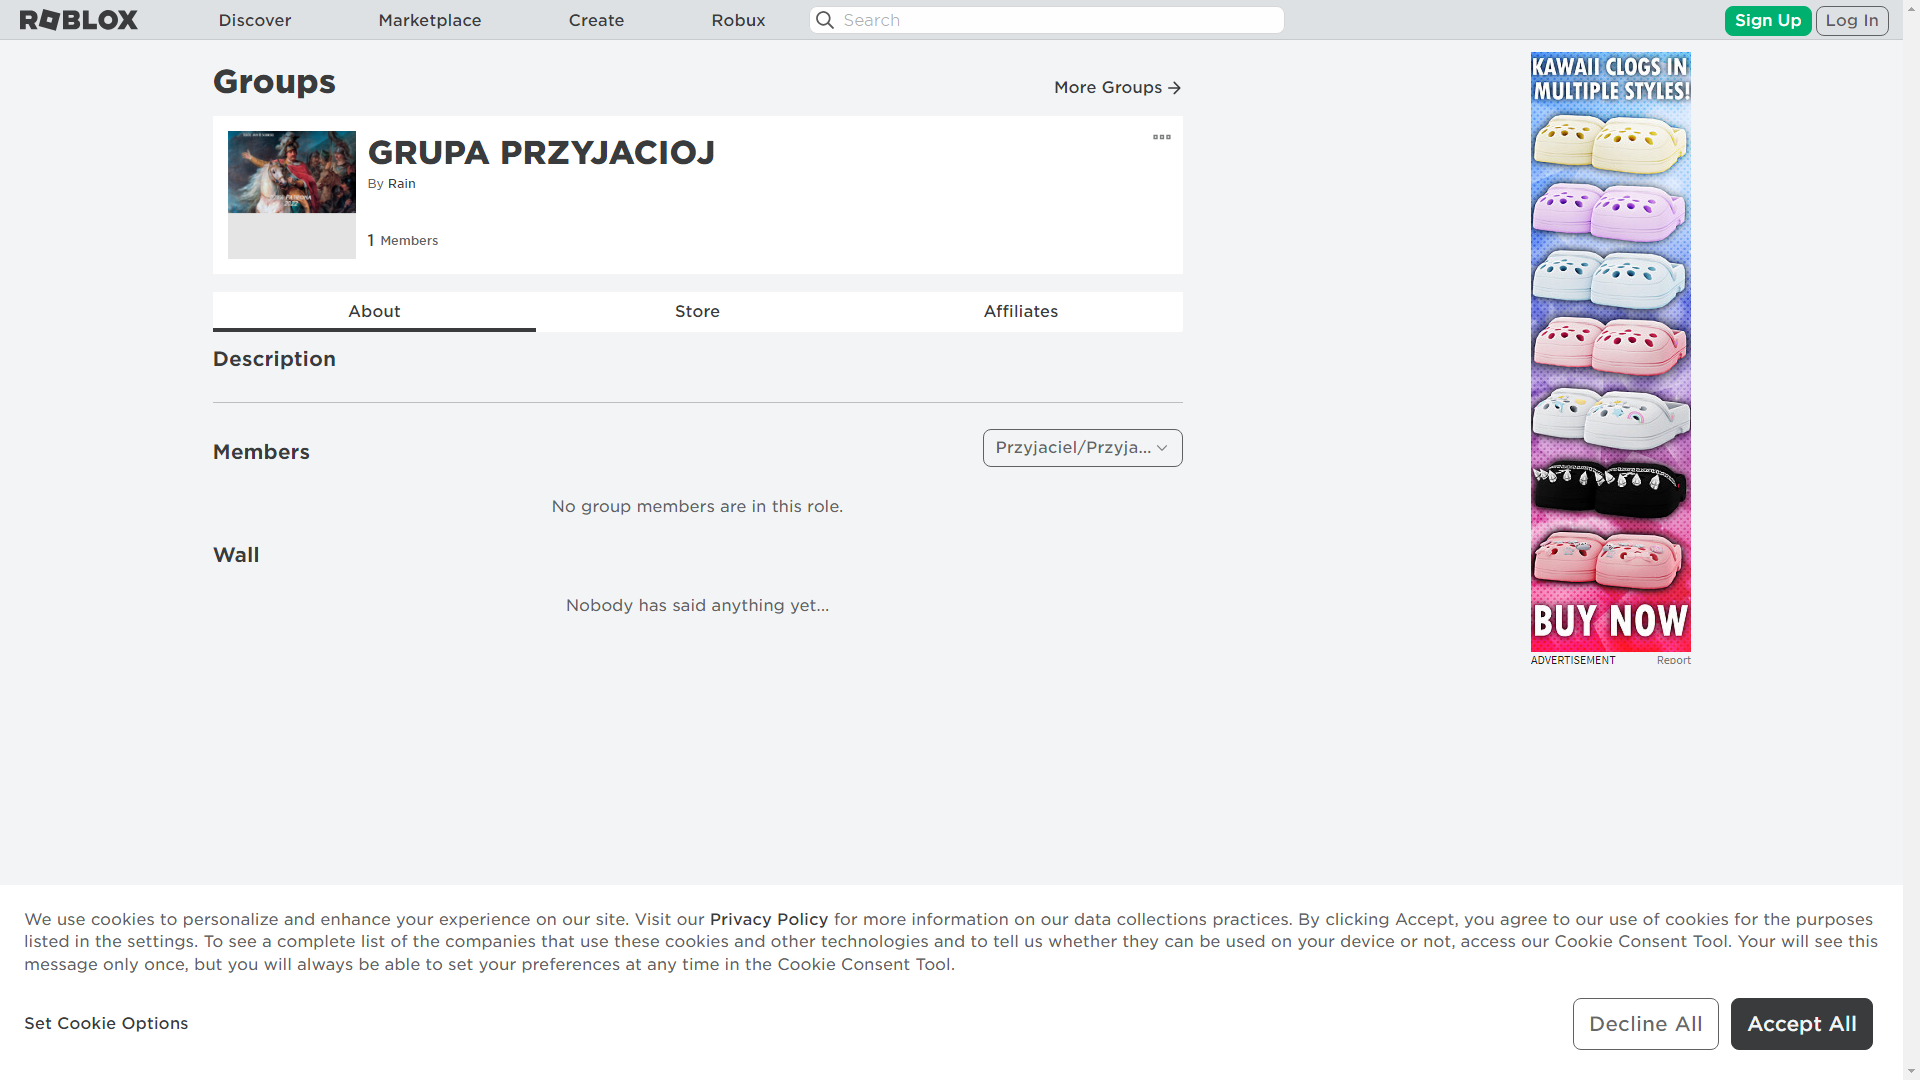 ROBLOX
Discover
Marketplace
Create
Robux
Search
Sign Up
Log In
Groups
More Groups
GRUPA PRZYJACIOJ
By Rain
1 Members
About
Store
Affiliates
Description
Members
Przyjaciel/Przyja...
No group members are in this role.
Wall
Nobody has said anything yet...
KAWAII CLOGS IN
MULTIPLE STYLES!
BUY NOW
ADVERTISEMENT
Report
We use cookies to personalize and enhance your experience on our site. Visit our Privacy Policy for more information on our data collections practices. By clicking Accept, you agree to our use of cookies for the purposes
listed in the settings. To see a complete list of the companies that use these cookies and other technologies and to tell us whether they can be used on your device or not, access our Cookie Consent Tool. Your will see this
message only once, but you will always be able to set your preferences at any time in the Cookie Consent Tool.
Set Cookie Options
Decline All
Accept All